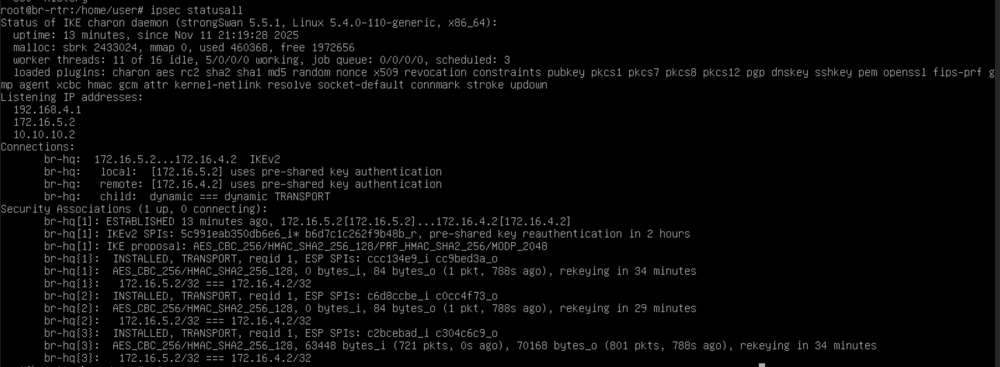 root@br-rtr:/home/user# ipsec statusall
Status of IKE charon daemon (strongSwan 5.5.1, Linux 5.4.0-110-generic, x86_64):
  uptime: 13 minutes, since Nov 11 21:19:28 2025
  malloc: sbrk 2433024, mmap 0, used 460368, free 1972656
  worker threads: 11 of 16 idle, 5/0/0/0 working, job queue: 0/0/0/0, scheduled: 3
  loaded plugins: charon aes rc2 sha2 sha1 md5 random nonce x509 revocation constraints pubkey pkcs1 pkcs7 pkcs8 pkcs12 pgp dnskey sshkey pem openssl fips-prf g
mp agent xcbc hmac gcm attr kernel-netlink resolve socket-default connmark stroke updown
Listening IP addresses:
  192.168.4.1
  172.16.5.2
  10.10.10.2
Connections:
       br-hq:  172.16.5.2...172.16.4.2  IKEv2
       br-hq:   local:  [172.16.5.2] uses pre-shared key authentication
       br-hq:   remote: [172.16.4.2] uses pre-shared key authentication
       br-hq:   child:  dynamic === dynamic TRANSPORT
Security Associations (1 up, 0 connecting):
       br-hq[1]: ESTABLISHED 13 minutes ago, 172.16.5.2[172.16.5.2]...172.16.4.2[172.16.4.2]
       br-hq[1]: IKEv2 SPIs: 5c991eab350db6e6_i* b6d7c1c262f9b48b_r, pre-shared key reauthentication in 2 hours
       br-hq[1]: IKE proposal: AES_CBC_256/HMAC_SHA2_256_128/PRF_HMAC_SHA2_256/MODP_2048
       br-hq{1}:  INSTALLED, TRANSPORT, reqid 1, ESP SPIs: ccc134e9_i cc9bed3a_o
       br-hq{1}:  AES_CBC_256/HMAC_SHA2_256_128, 0 bytes_i, 84 bytes_o (1 pkt, 788s ago), rekeying in 34 minutes
       br-hq{1}:   172.16.5.2/32 === 172.16.4.2/32
       br-hq{2}:  INSTALLED, TRANSPORT, reqid 1, ESP SPIs: c6d8ccbe_i c0cc4f73_o
       br-hq{2}:  AES_CBC_256/HMAC_SHA2_256_128, 0 bytes_i, 84 bytes_o (1 pkt, 788s ago), rekeying in 29 minutes
       br-hq{2}:   172.16.5.2/32 === 172.16.4.2/32
       br-hq{3}:  INSTALLED, TRANSPORT, reqid 1, ESP SPIs: c2bcebad_i c304c6c9_o
       br-hq{3}:  AES_CBC_256/HMAC_SHA2_256_128, 63448 bytes_i (721 pkts, 0s ago), 70168 bytes_o (801 pkts, 788s ago), rekeying in 34 minutes
       br-hq{3}:   172.16.5.2/32 === 172.16.4.2/32